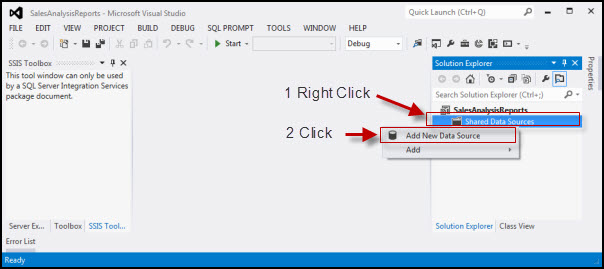 SalesAnalysisReports - Microsoft Visual Studio
Quick Launch (Ctrl+Q)
FILE EDIT VIEW PROJECT BUILD DEBUG SQL PROMPT TOOLS WINDOW HELP
Start Debug
SSIS Toolbox
This tool window can only be used
by a SQL Server Integration Services
package document.
Solution Explorer
Search Solution Explorer (Ctrl+;)
SalesAnalysisReports
Shared Data Sources
Properties
1 Right Click
2 Click
Add New Data Source
Add
Server Ex... Toolbox SSIS Tool...
Solution Explorer Class View
Error List
Ready